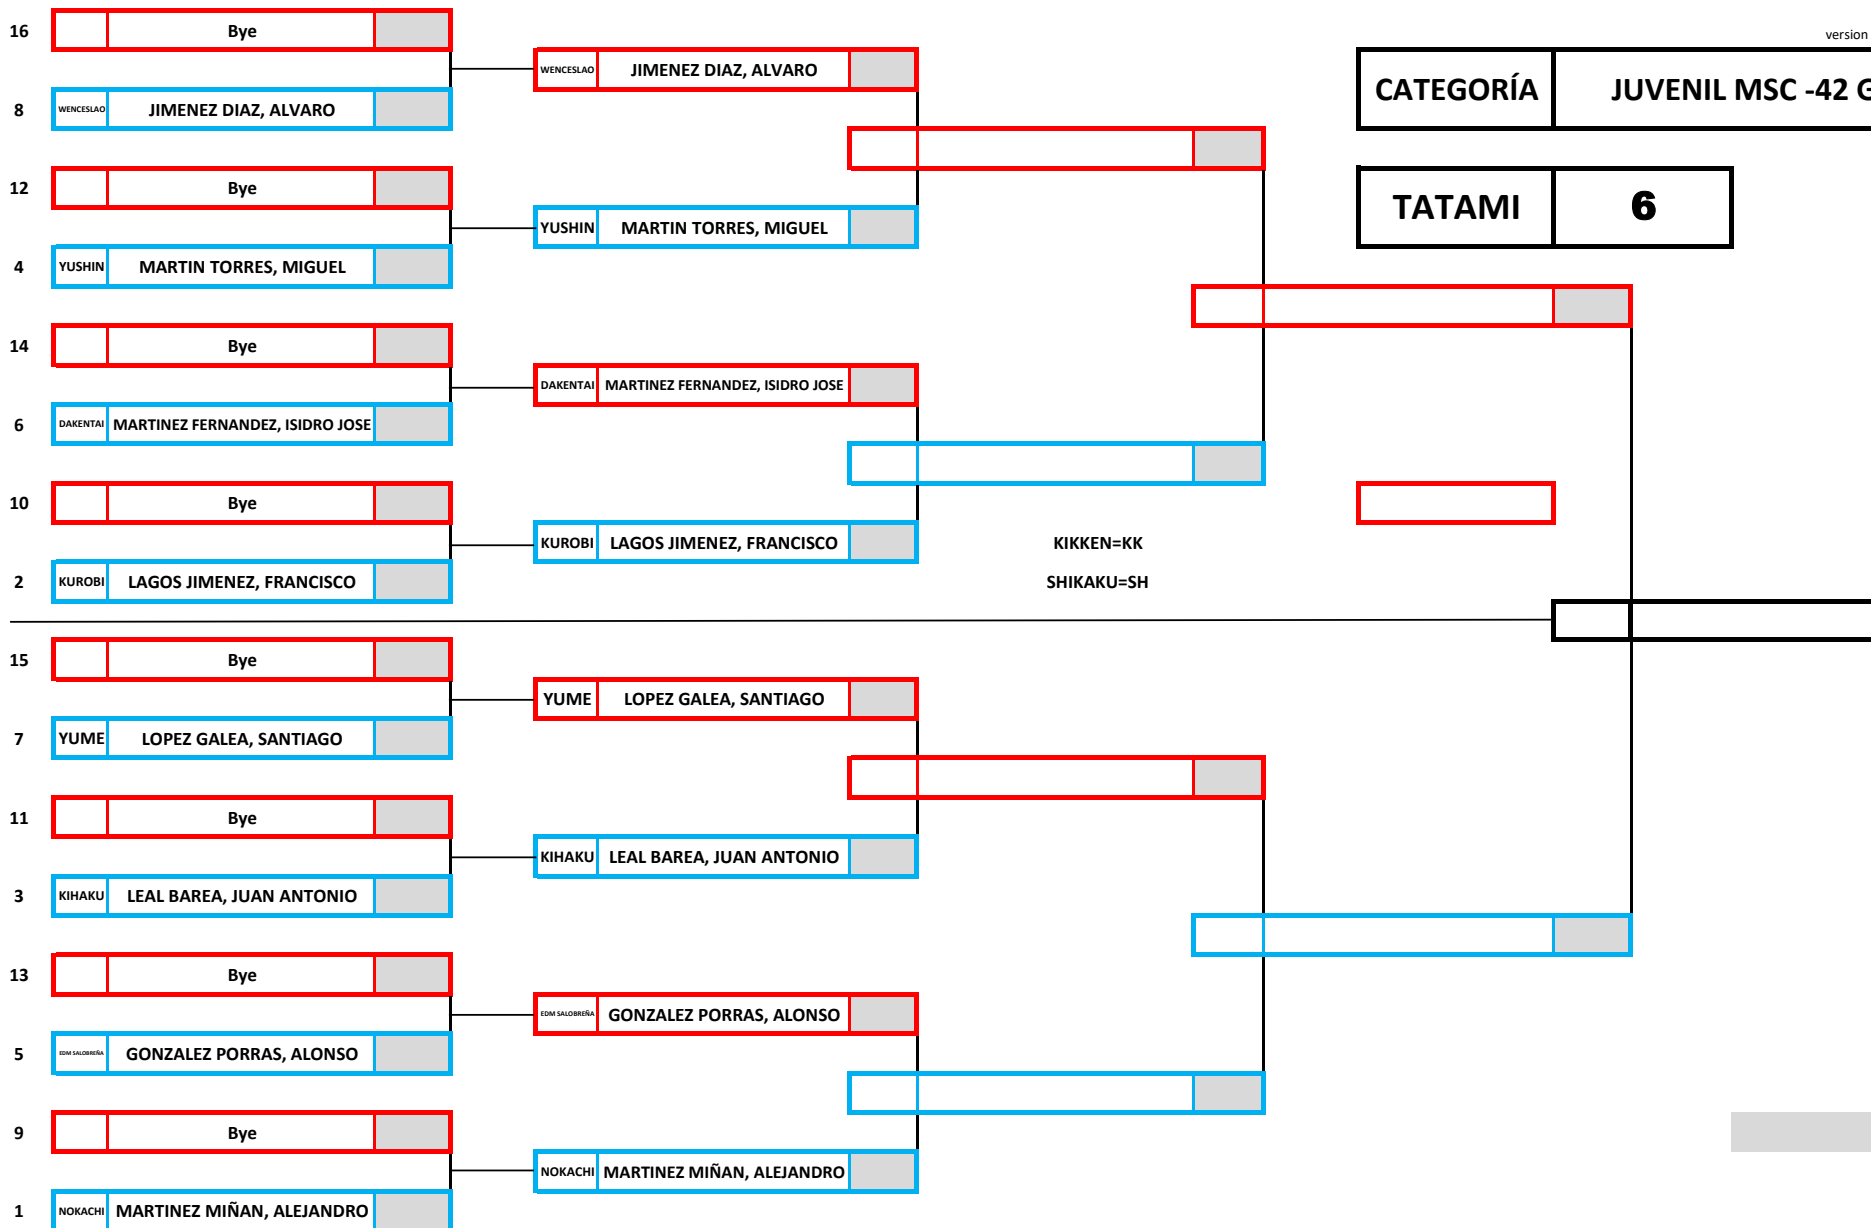 version
16 Bye
WENCESLAO JIMENEZ DIAZ, ALVARO
CATEGORÍA JUVENIL MSC -42 G
8 WENCESLAO JIMENEZ DIAZ, ALVARO
12 Bye
TATAMI 6
YUSHIN MARTIN TORRES, MIGUEL
4 YUSHIN MARTIN TORRES, MIGUEL
14 Bye
DAKENTAI MARTINEZ FERNANDEZ, ISIDRO JOSE
6 DAKENTAI MARTINEZ FERNANDEZ, ISIDRO JOSE
10 Bye
KUROBI LAGOS JIMENEZ, FRANCISCO
KIKKEN=KK
2 KUROBI LAGOS JIMENEZ, FRANCISCO
SHIKAKU=SH
15 Bye
YUME LOPEZ GALEA, SANTIAGO
7 YUME LOPEZ GALEA, SANTIAGO
11 Bye
KIHAKU LEAL BAREA, JUAN ANTONIO
3 KIHAKU LEAL BAREA, JUAN ANTONIO
13 Bye
EDM SALOBREÑA GONZALEZ PORRAS, ALONSO
5 EDM SALOBREÑA GONZALEZ PORRAS, ALONSO
9 Bye
NOKACHI MARTINEZ MIÑAN, ALEJANDRO
1 NOKACHI MARTINEZ MIÑAN, ALEJANDRO